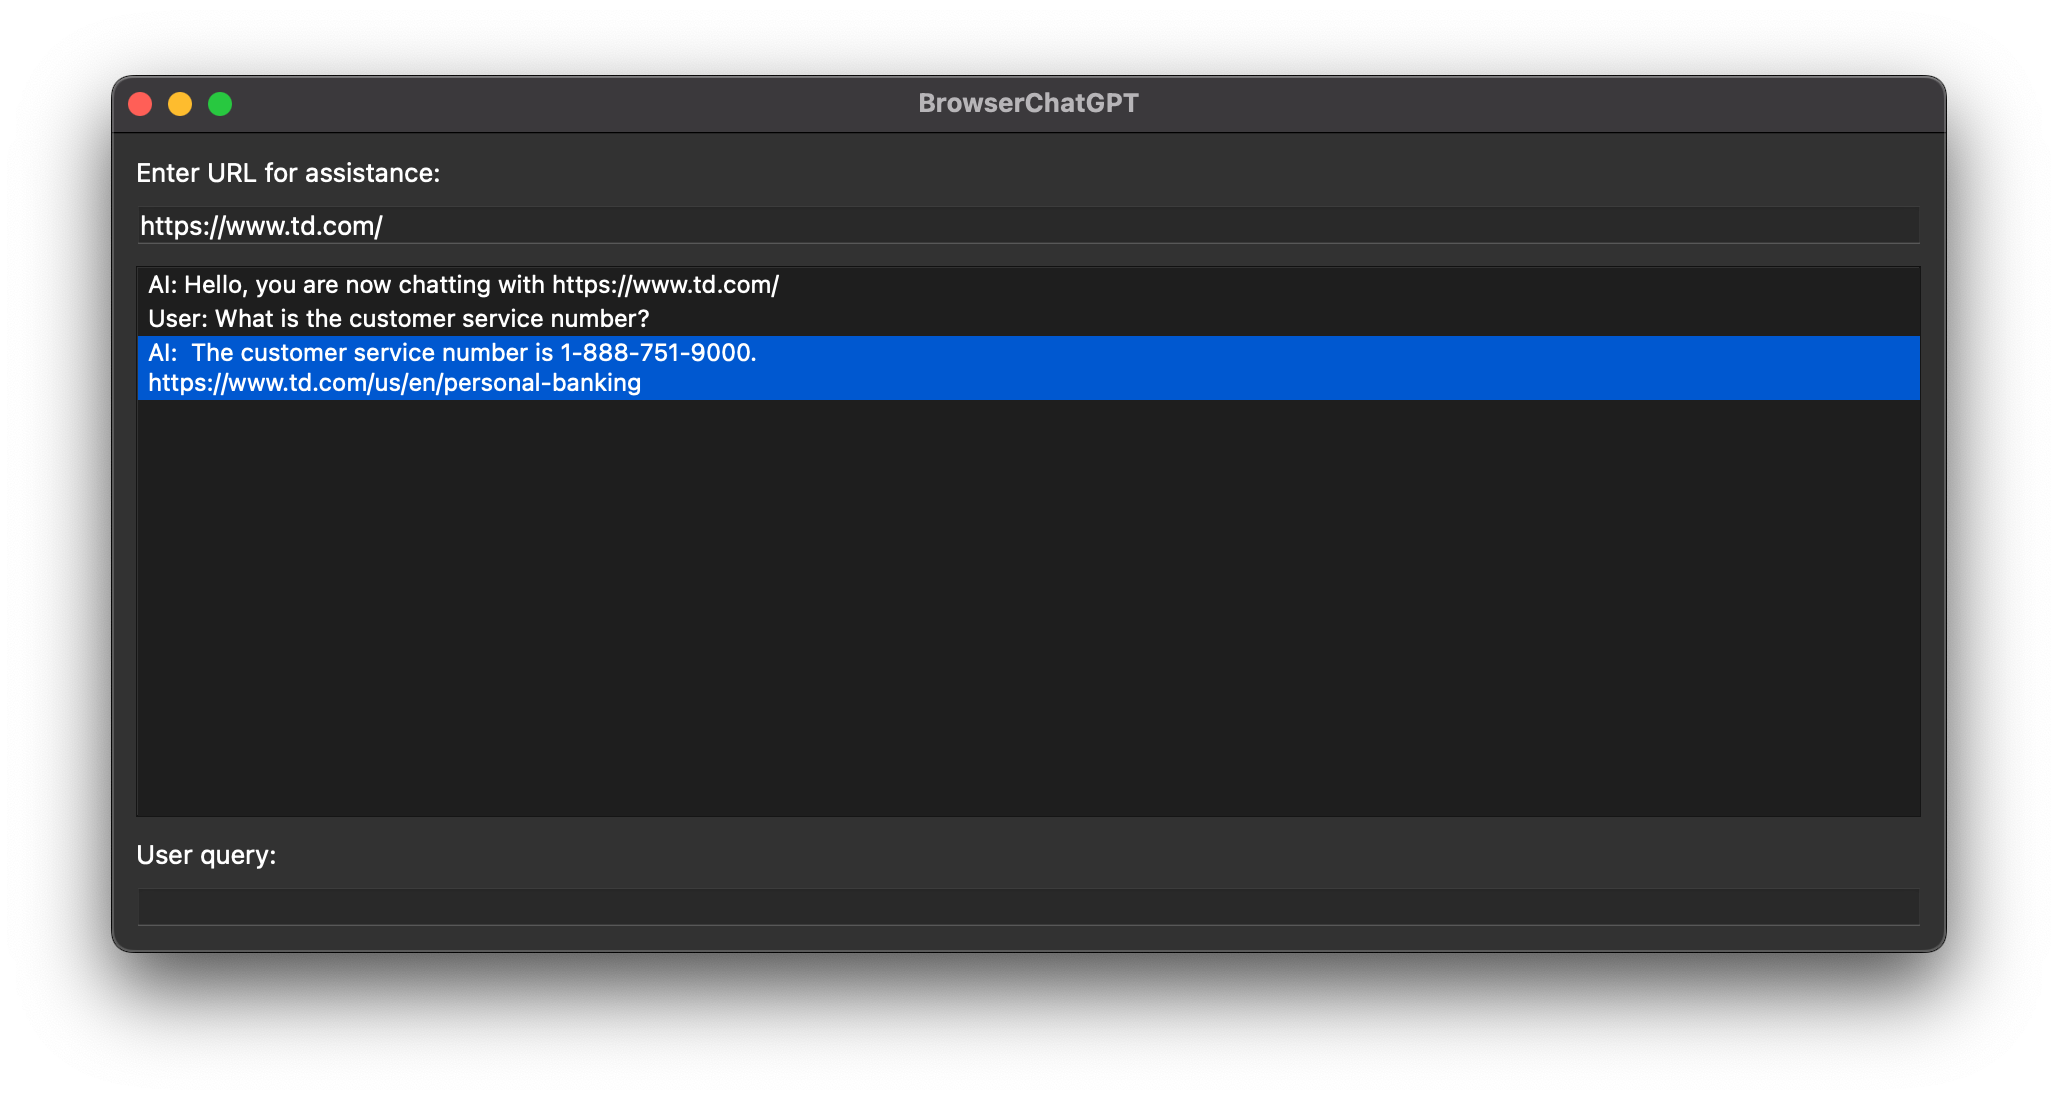 BrowserChatGPT
Enter URL for assistance:
https://www.td.com/
AI: Hello, you are now chatting with https://www.td.com/
User: What is the customer service number?
AI:  The customer service number is 1-888-751-9000.
https://www.td.com/us/en/personal-banking
User query: